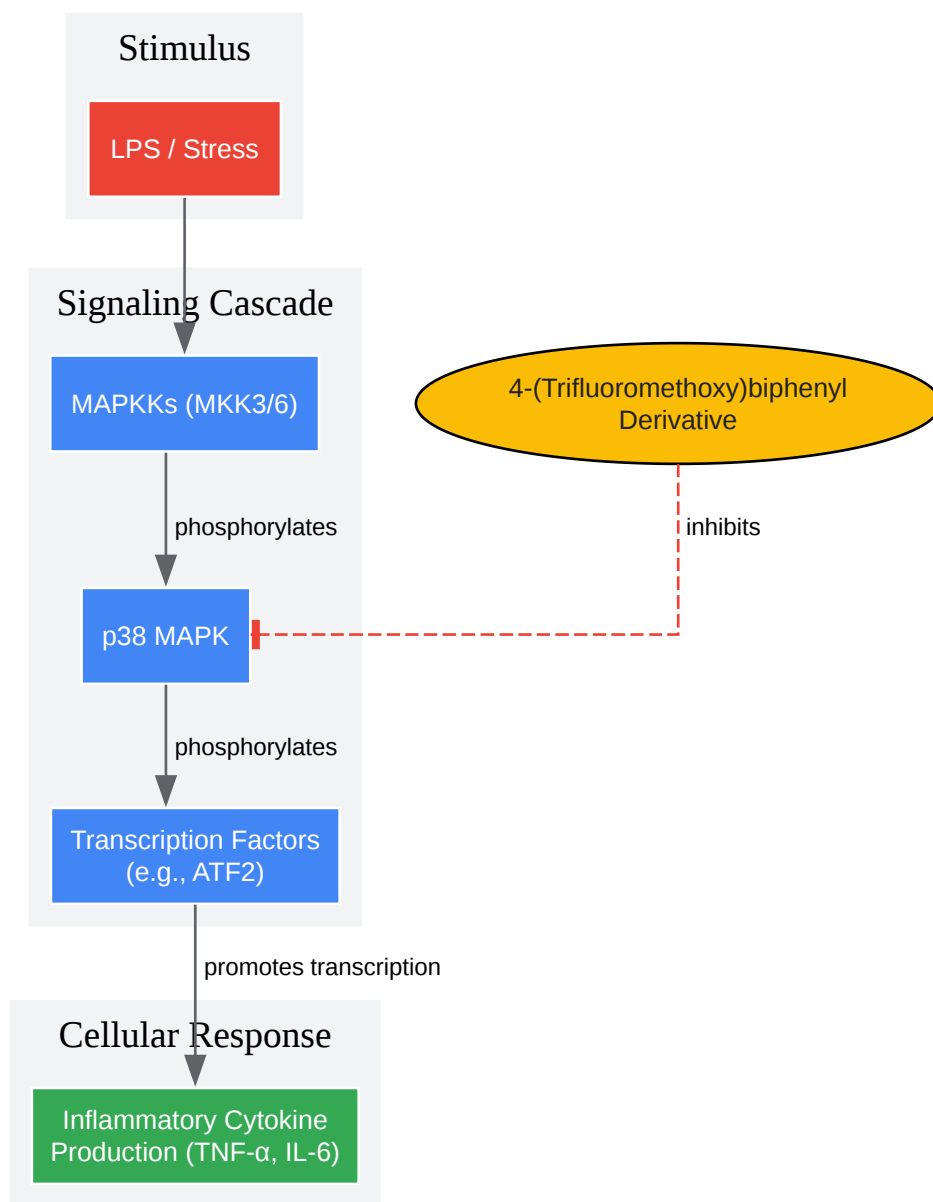 Stimulus
LPS / Stress
Signaling Cascade
MAPKKs (MKK3/6)
4-(Trifluoromethoxy)biphenyl
Derivative
phosphorylates
inhibits
p38 MAPK
phosphorylates
Transcription Factors
(e.g., ATF2)
promotes transcription
Cellular Response
Inflammatory Cytokine
Production (TNF-α, IL-6)